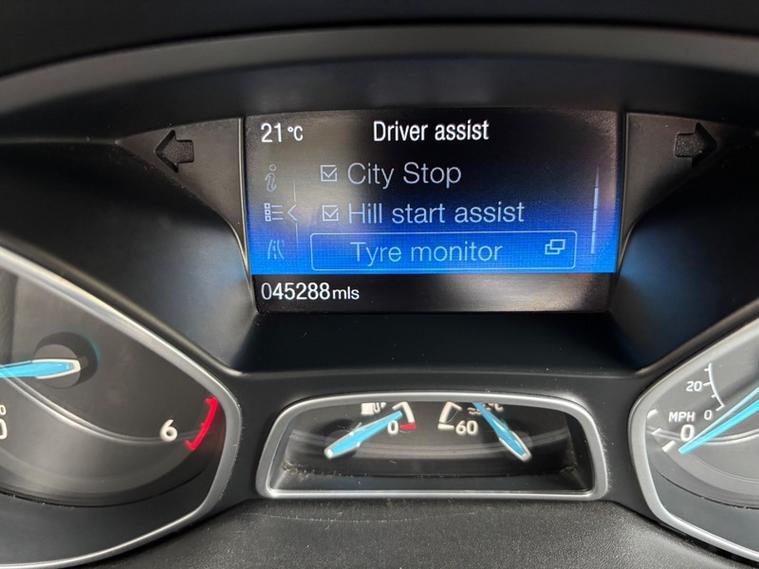 21°C Driver assist
City Stop
Hill start assist
Tyre monitor
045288 mls
6
0
60
20
MPH 0
0